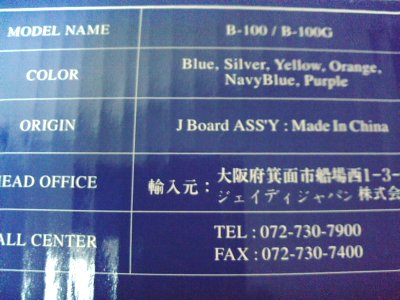 MODEL NAME B-100 / B-100G
COLOR Blue, Silver, Yellow, Orange,
NavyBlue, Purple
ORIGIN J Board ASS'Y : Made In China
EAD OFFICE 輸入元 : 大阪府箕面市船場西1-3-
ジェイディジャパン 株式会
ALL CENTER TEL : 072-730-7900
FAX : 072-730-7400